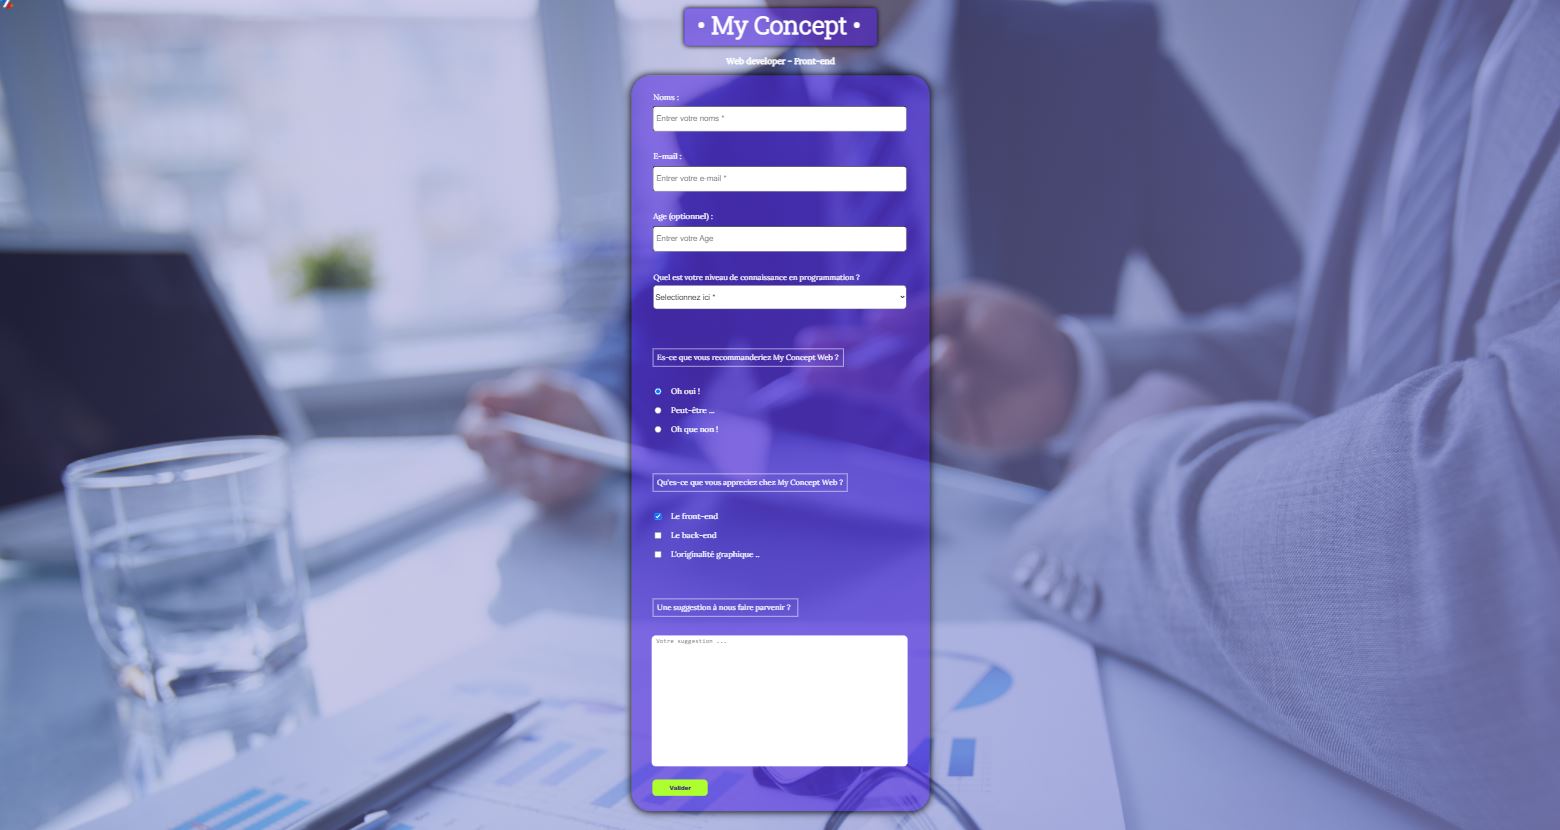 • My Concept •
Web developer - Front-end
Noms :
Entrer votre noms *
E-mail :
Entrer votre e-mail *
Age (optionnel) :
Entrer votre Age
Quel est votre niveau de connaissance en programmation ?
Selectionnez ici *
Es-ce que vous recommanderiez My Concept Web ?
Oh oui !
Peut-être ...
Oh que non !
Qu'es-ce que vous appreciez chez My Concept Web ?
Le front-end
Le back-end
L'originalité graphique ..
Une suggestion à nous faire parvenir ?
Votre suggestion ...
Valider